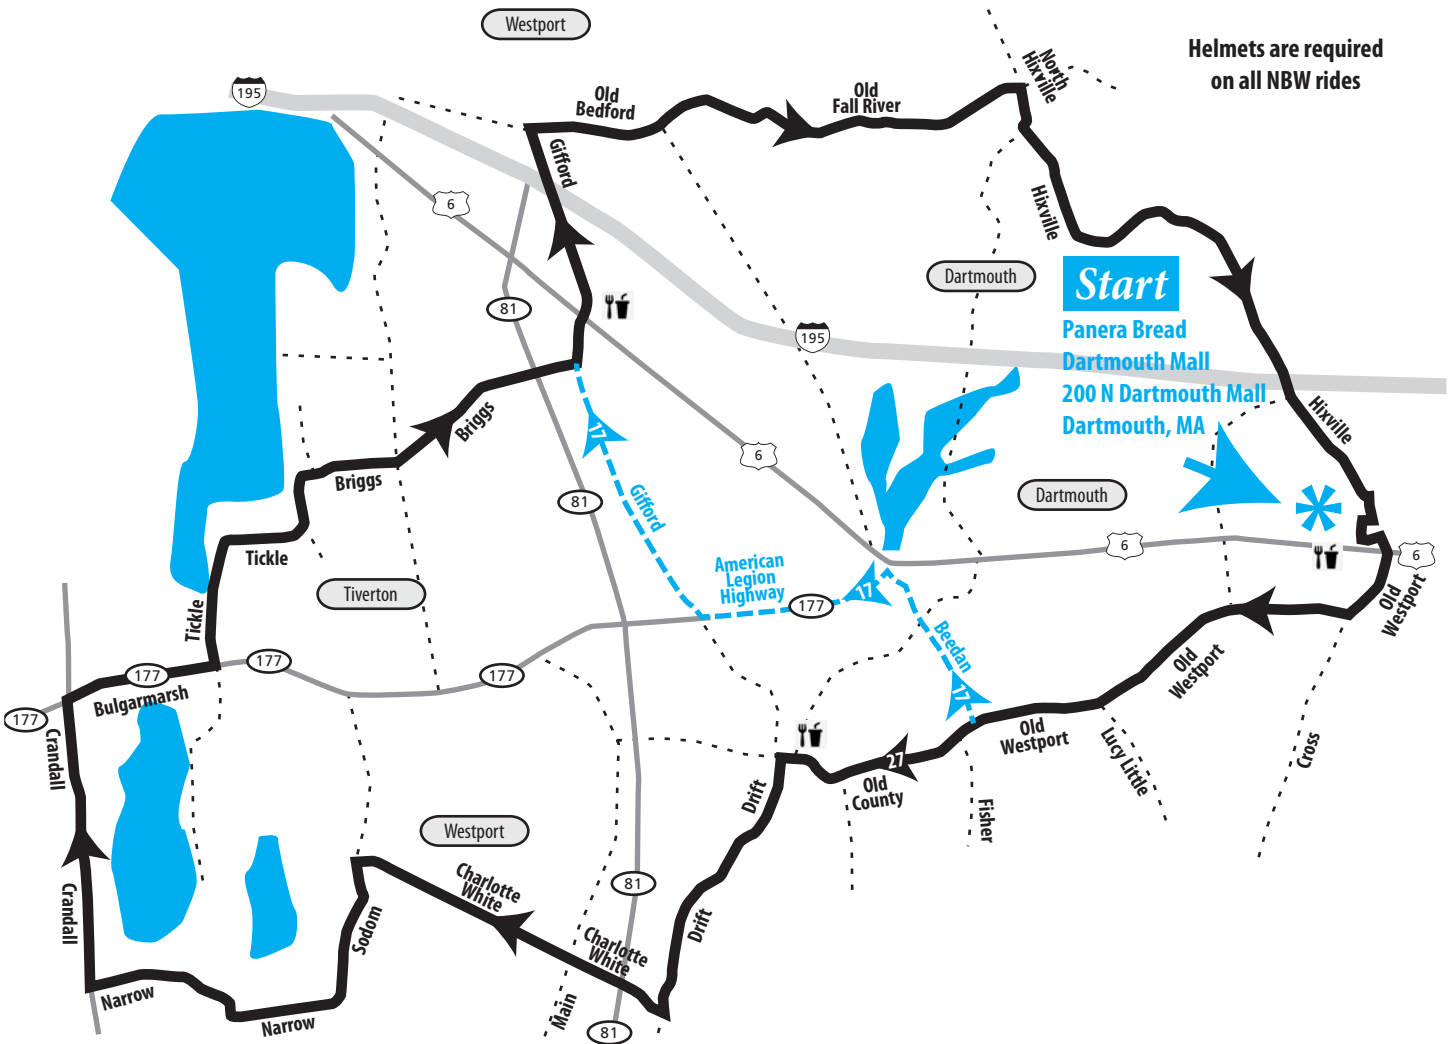 Westport
Helmets are required
on all NBW rides
North
Hixville
195
Old
Bedford
Old
Fall River
Gifford
6
Hixville
Dartmouth
Start
Panera Bread
Dartmouth Mall
200 N Dartmouth Mall
Dartmouth, MA
81
195
Hixville
Briggs
17
6
Briggs
81
Gifford
Dartmouth
Tickle
6
6
American
Legion
Highway
17
177
Tiverton
Tickle
Old
Westport
Beedan
17
Old
Westport
177
177
177
Bulgarmarsh
177
Crandall
Old
Westport
Lucy Little
Cross
27
Old
County
Drift
Fisher
Westport
Charlotte
White
81
Crandall
Sodom
Drift
Charlotte
White
Narrow
Narrow
Main
81